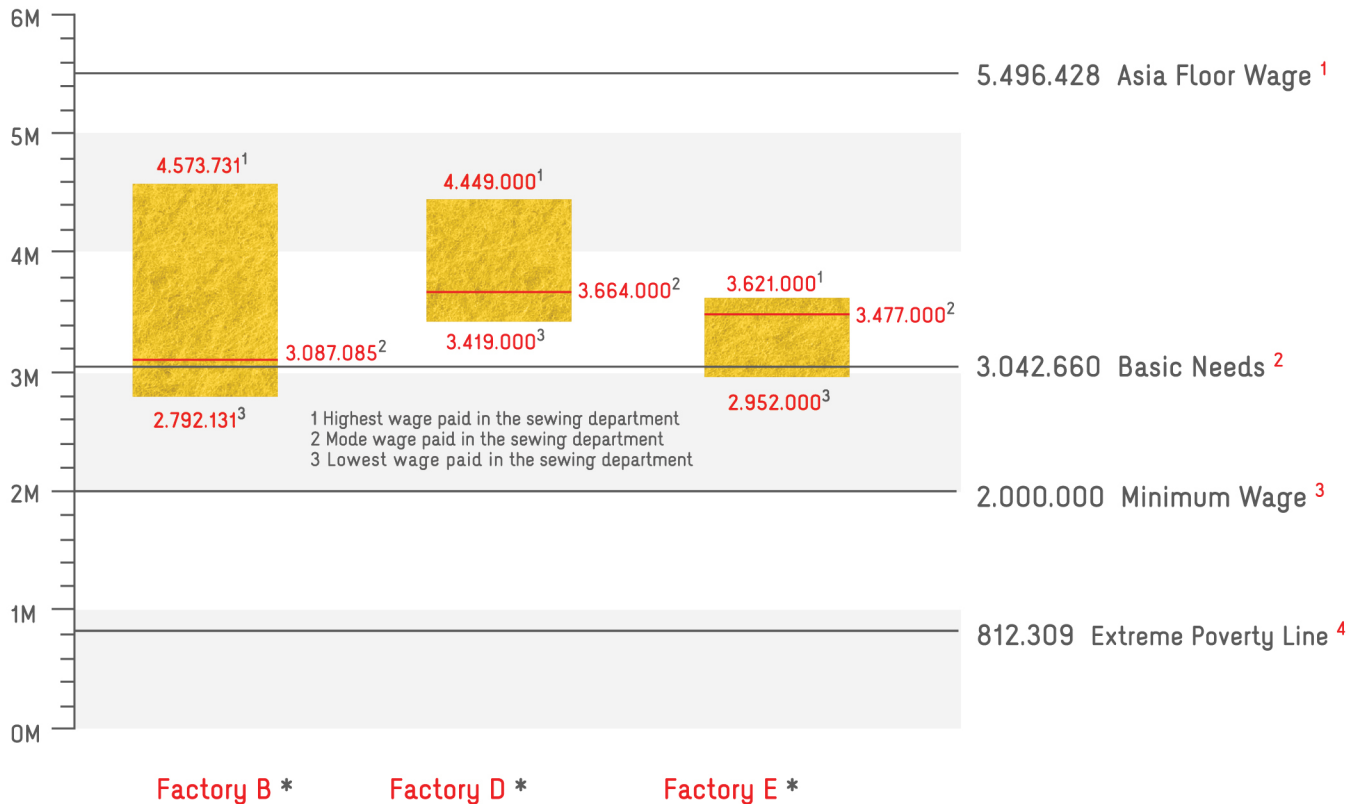 6M
5.496.428 Asia Floor Wage 1
5M
4.573.731 1
4.449.000 1
4M
3.621.000 1
3.664.000 2
3.477.000 2
3.419.000 3
3.087.085 2
3.042.660 Basic Needs 2
3M
2.952.000 3
2.792.131 3
1 Highest wage paid in the sewing department
2 Mode wage paid in the sewing department
3 Lowest wage paid in the sewing department
2M
2.000.000 Minimum Wage 3
1M
812.309 Extreme Poverty Line 4
0M
Factory B * Factory D * Factory E *